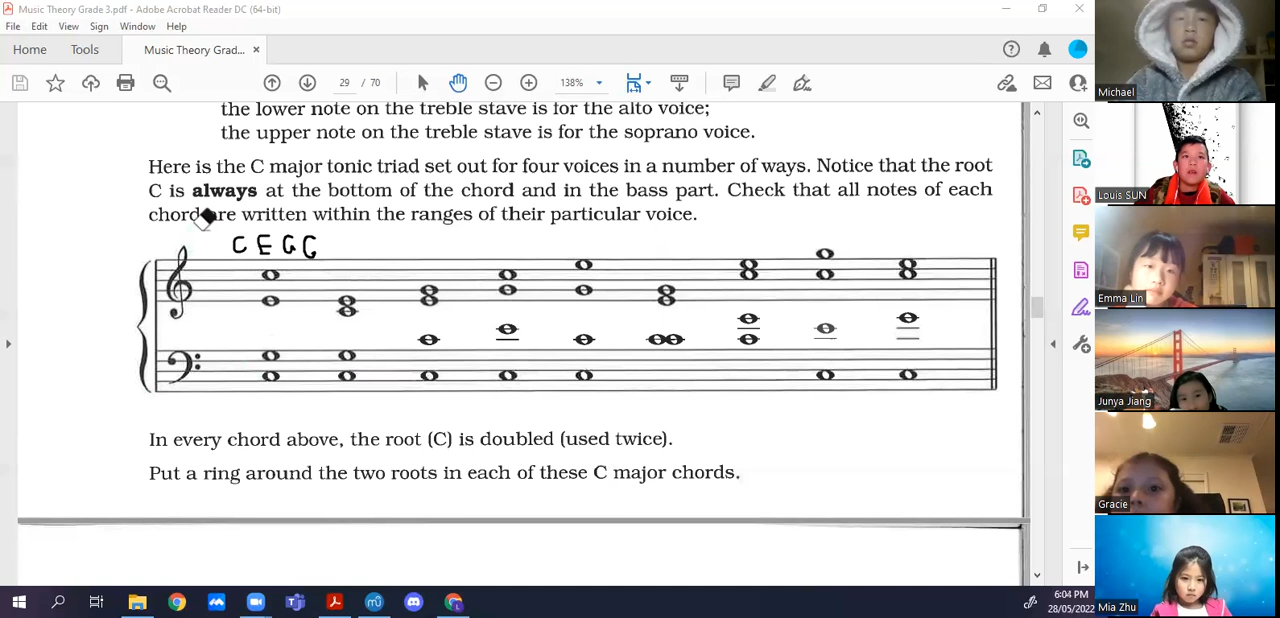 Music Theory Grade 3.pdf - Adobe Acrobat Reader DC (64-bit)
File Edit View Sign Window Help
Home Tools Music Theory Grad... ×
29 / 70 138%
the lower note on the treble stave is for the alto voice;
the upper note on the treble stave is for the soprano voice.
Here is the C major tonic triad set out for four voices in a number of ways. Notice that the root
C is always at the bottom of the chord and in the bass part. Check that all notes of each
chord are written within the ranges of their particular voice.
C E G G
In every chord above, the root (C) is doubled (used twice).
Put a ring around the two roots in each of these C major chords.
Michael
Louis SUN
Emma Lin
Junya Jiang
Gracie
Mia Zhu
6:04 PM
28/05/2022